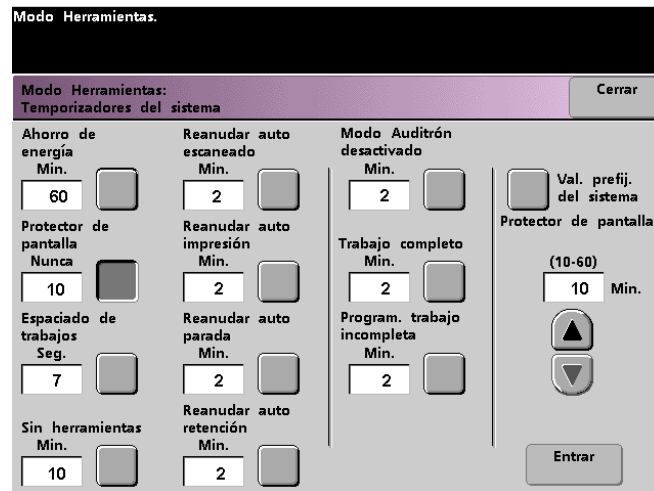 Modo Herramientas.
Modo Herramientas:
Temporizadores del sistema
Cerrar
Ahorro de
energía
Min.
60
Protector de
pantalla
Nunca
10
Espaciado de
trabajos
Seg.
7
Sin herramientas
Min.
10
Reanudar auto
escaneado
Min.
2
Reanudar auto
impresión
Min.
2
Reanudar auto
parada
Min.
2
Reanudar auto
retención
Min.
2
Modo Auditrón
desactivado
Min.
2
Trabajo completo
Min.
2
Program. trabajo
incompleta
Min.
2
Val. prefij.
del sistema
Protector de pantalla
(10-60)
10 Min.
Entrar